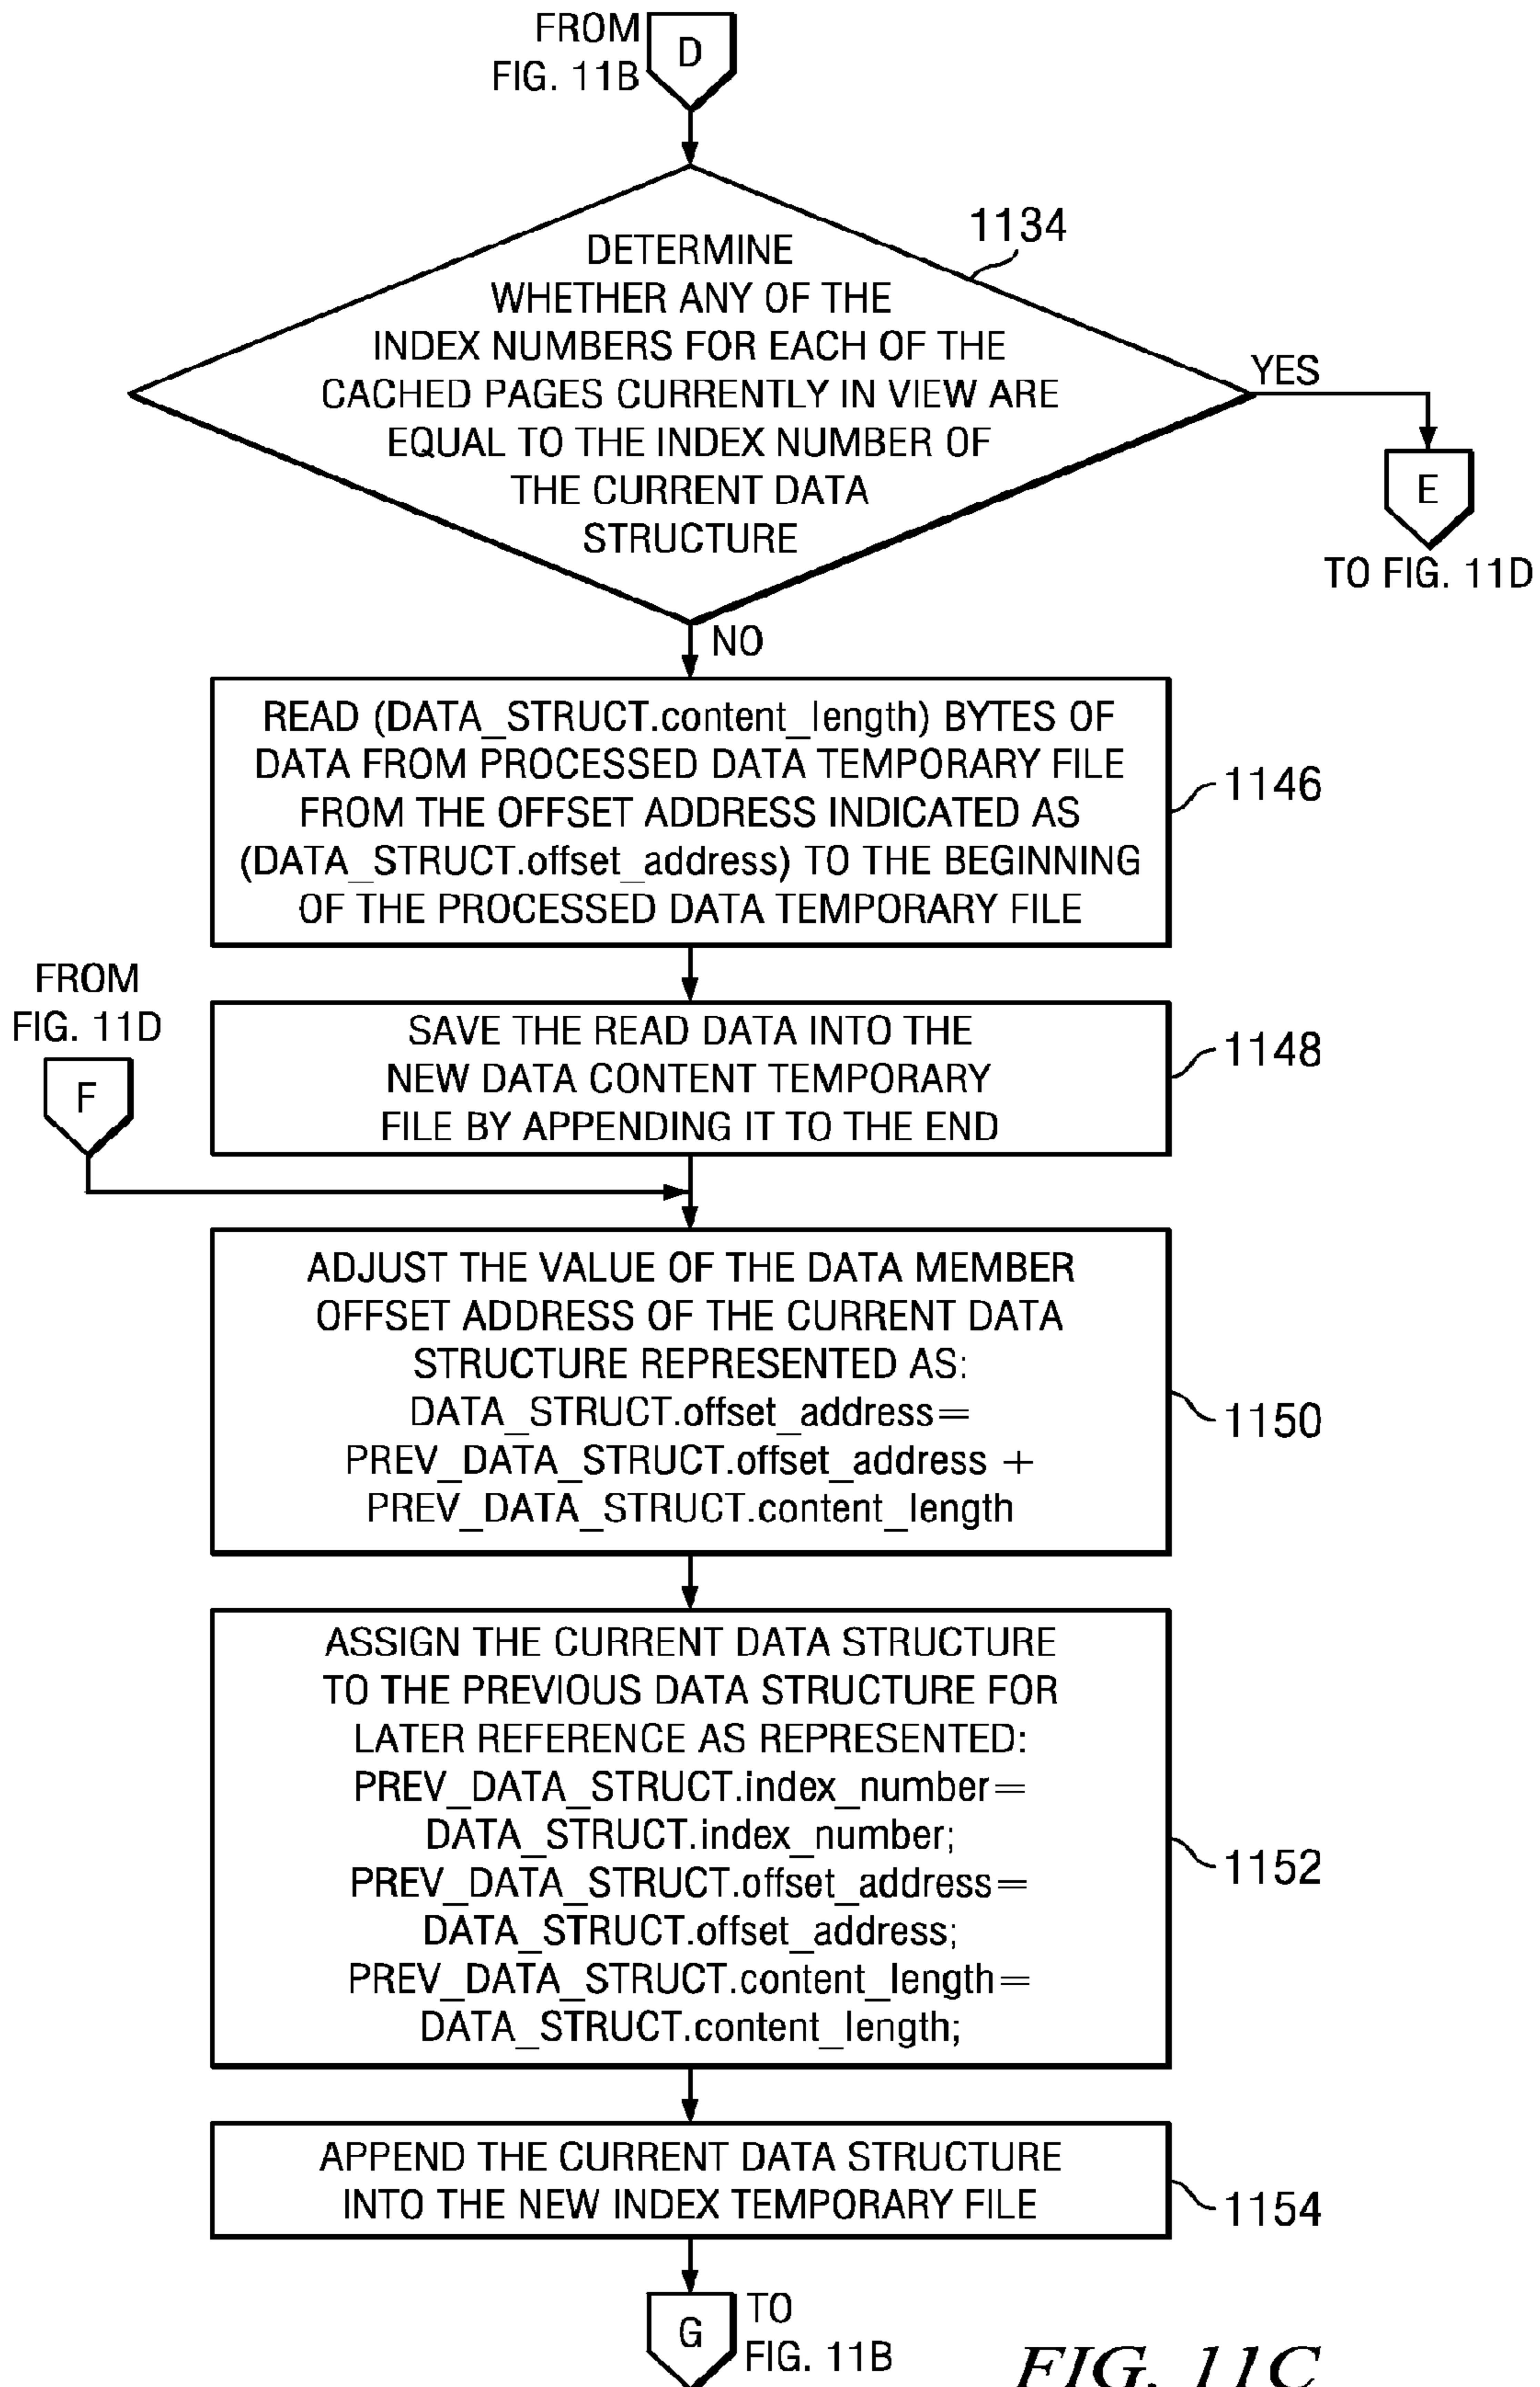 FROM
FIG. 11B
D
1134
DETERMINE
WHETHER ANY OF THE
INDEX NUMBERS FOR EACH OF THE
CACHED PAGES CURRENTLY IN VIEW ARE
EQUAL TO THE INDEX NUMBER OF
THE CURRENT DATA
STRUCTURE
YES
E
TO FIG. 11D
NO
READ (DATA_STRUCT.content_length) BYTES OF
DATA FROM PROCESSED DATA TEMPORARY FILE
FROM THE OFFSET ADDRESS INDICATED AS
(DATA_STRUCT.offset_address) TO THE BEGINNING
OF THE PROCESSED DATA TEMPORARY FILE
1146
FROM
FIG. 11D
F
SAVE THE READ DATA INTO THE
NEW DATA CONTENT TEMPORARY
FILE BY APPENDING IT TO THE END
1148
ADJUST THE VALUE OF THE DATA MEMBER
OFFSET ADDRESS OF THE CURRENT DATA
STRUCTURE REPRESENTED AS:
DATA_STRUCT.offset_address=
PREV_DATA_STRUCT.offset_address +
PREV_DATA_STRUCT.content_length
1150
ASSIGN THE CURRENT DATA STRUCTURE
TO THE PREVIOUS DATA STRUCTURE FOR
LATER REFERENCE AS REPRESENTED:
PREV_DATA_STRUCT.index_number=
DATA_STRUCT.index_number;
PREV_DATA_STRUCT.offset_address=
DATA_STRUCT.offset_address;
PREV_DATA_STRUCT.content_length=
DATA_STRUCT.content_length;
1152
APPEND THE CURRENT DATA STRUCTURE
INTO THE NEW INDEX TEMPORARY FILE
1154
G
TO
FIG. 11B
FIG. 11C